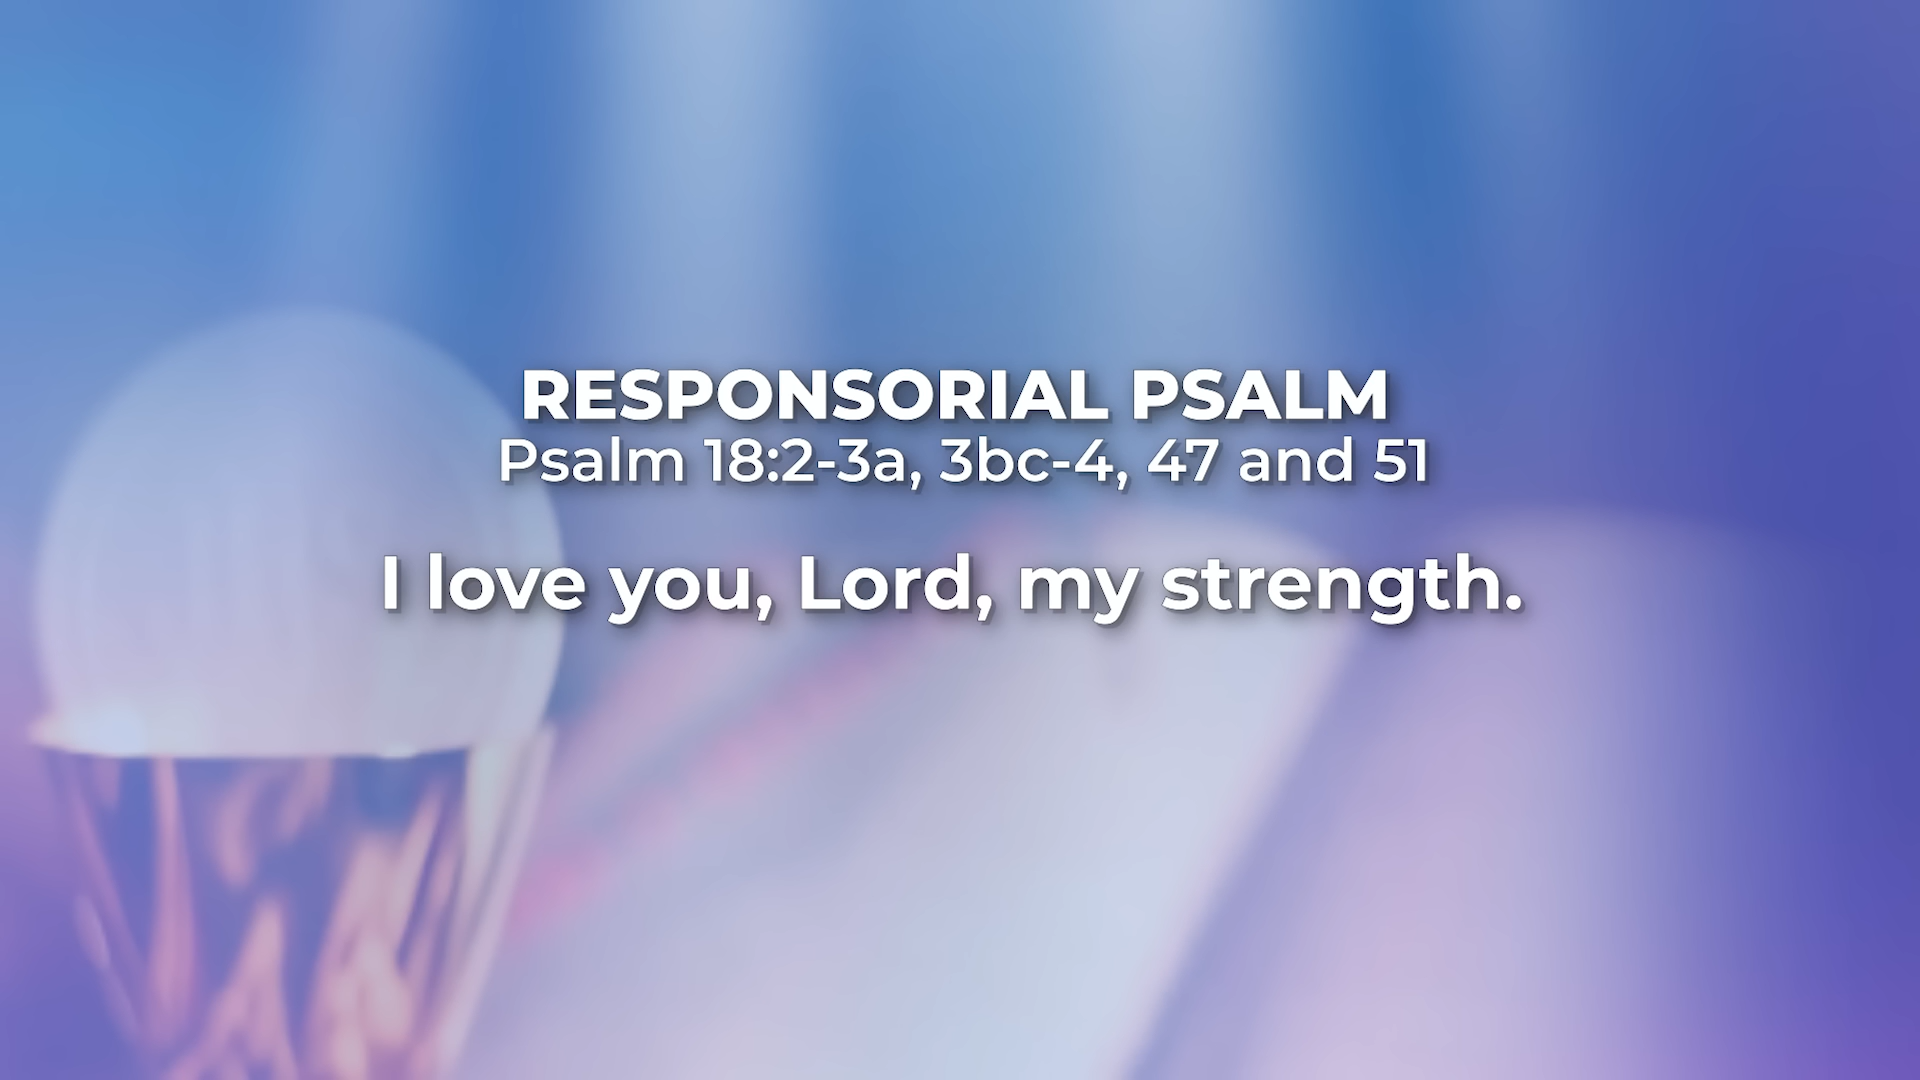 RESPONSORIAL PSALM
Psalm 18:2-3a, 3bc-4, 47 and 51
I love you, Lord, my strength.